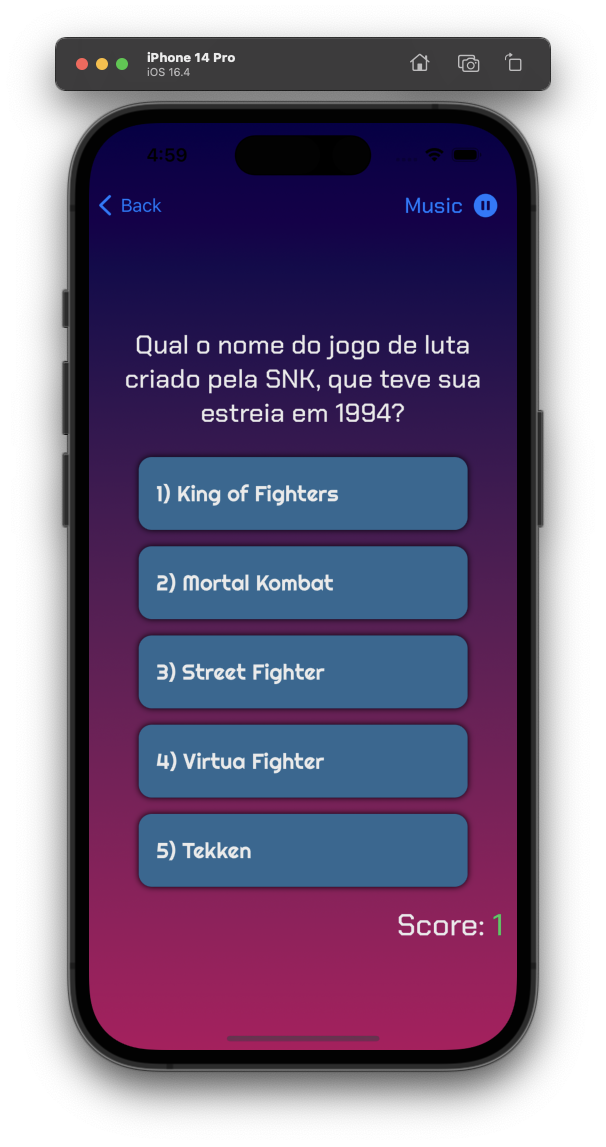 iPhone 14 Pro
iOS 16.4
4:59
Back
Music
Qual o nome do jogo de luta
criado pela SNK, que teve sua
estreia em 1994?
1) King of Fighters
2) Mortal Kombat
3) Street Fighter
4) Virtua Fighter
5) Tekken
Score: 1